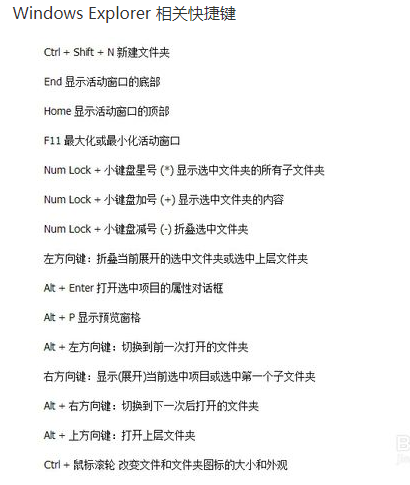 Windows Explorer 相关快捷键
Ctrl + Shift + N 新建文件夹
End 显示活动窗口的底部
Home 显示活动窗口的顶部
F11 最大化或最小化活动窗口
Num Lock + 小键盘星号 (*) 显示选中文件夹的所有子文件夹
Num Lock + 小键盘加号 (+) 显示选中文件夹的内容
Num Lock + 小键盘减号 (-) 折叠选中文件夹
左方向键：折叠当前展开的选中文件夹或选中上层文件夹
Alt + Enter 打开选中项目的属性对话框
Alt + P 显示预览窗格
Alt + 左方向键：切换到前一次打开的文件夹
右方向键：显示(展开)当前选中项目或选中第一个子文件夹
Alt + 右方向键：切换到下一次后打开的文件夹
Alt + 上方向键：打开上层文件夹
Ctrl + 鼠标滚轮 改变文件和文件夹图标的大小和外观